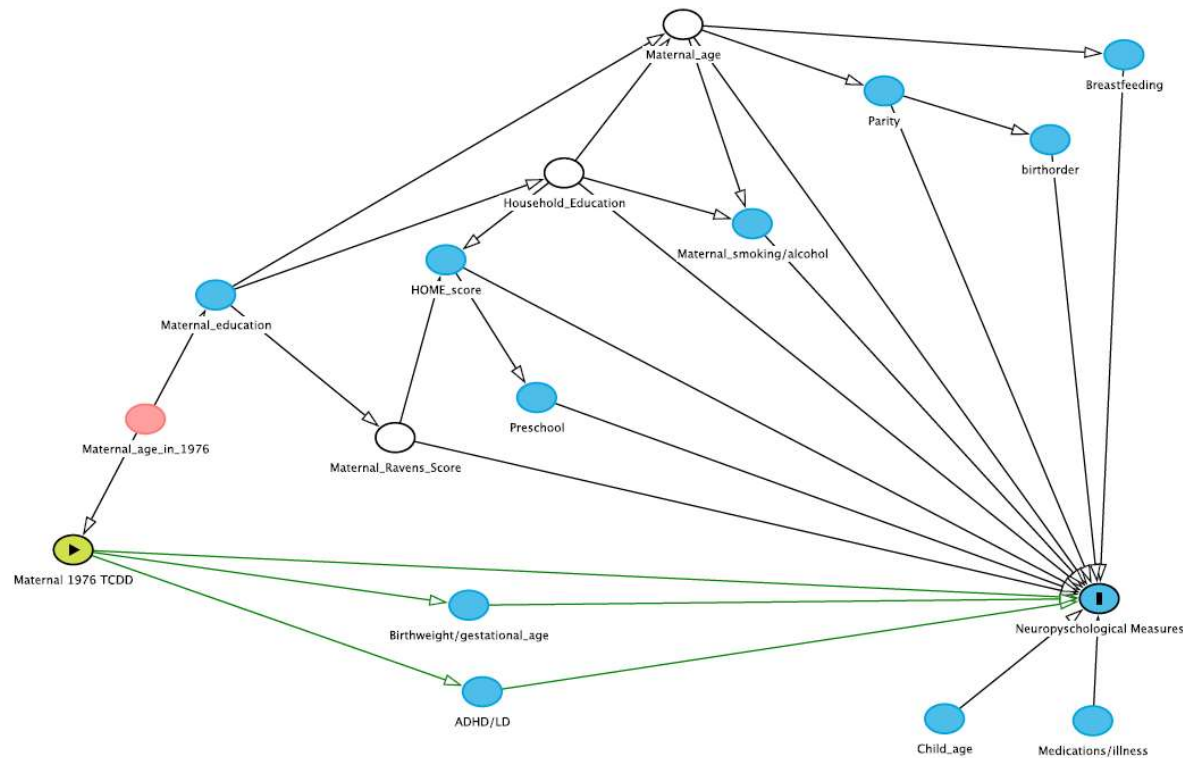 Maternal_age
Breastfeeding
Parity
birthorder
Household_Education
Maternal_smoking/alcohol
HOME_score
Maternal_education
Preschool
Maternal_age_in_1976
Maternal_Ravens_Score
Maternal 1976 TCDD
Birthweight/gestational_age
Neuropyschological Measures
ADHD/LD
Child_age
Medications/illness